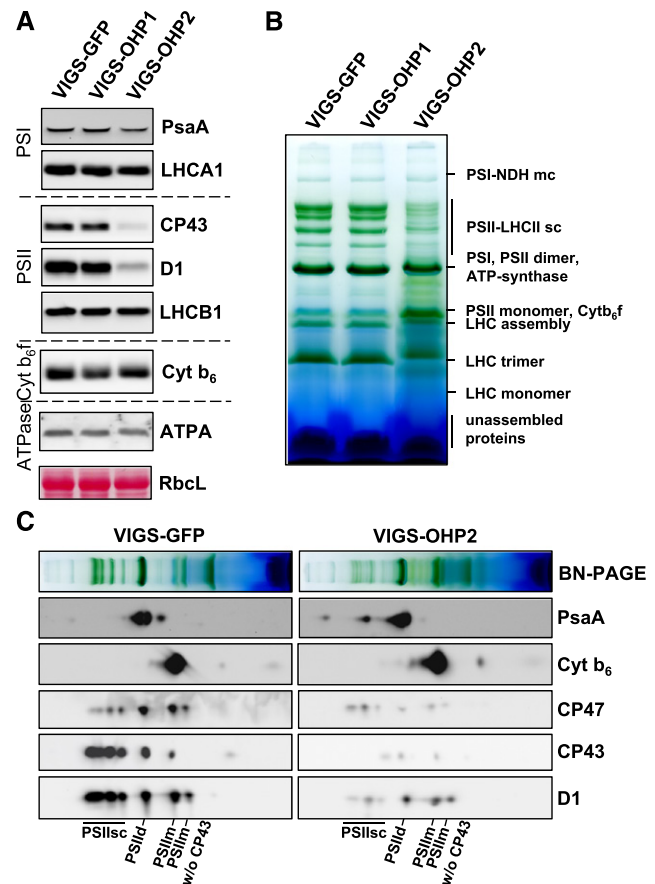 A
VIGS-GFP
VIGS-OHP1
VIGS-OHP2
PSI
PsaA
LHCA1
PSII
CP43
D1
LHCB1
Cyt b6f
Cyt b6
ATPase
ATPA
RbcL
B
VIGS-GFP
VIGS-OHP1
VIGS-OHP2
PSI-NDH mc
PSII-LHCII sc
PSI, PSII dimer,
ATP-synthase
PSII monomer, Cytb6f
LHC assembly
LHC trimer
LHC monomer
unassembled
proteins
C
VIGS-GFP
VIGS-OHP2
BN-PAGE
PsaA
Cyt b6
CP47
CP43
D1
PSIIsc
PSIId
PSIIm
PSIIm
w/o CP43
PSIIsc
PSIId
PSIIm
PSIIm
w/o CP43